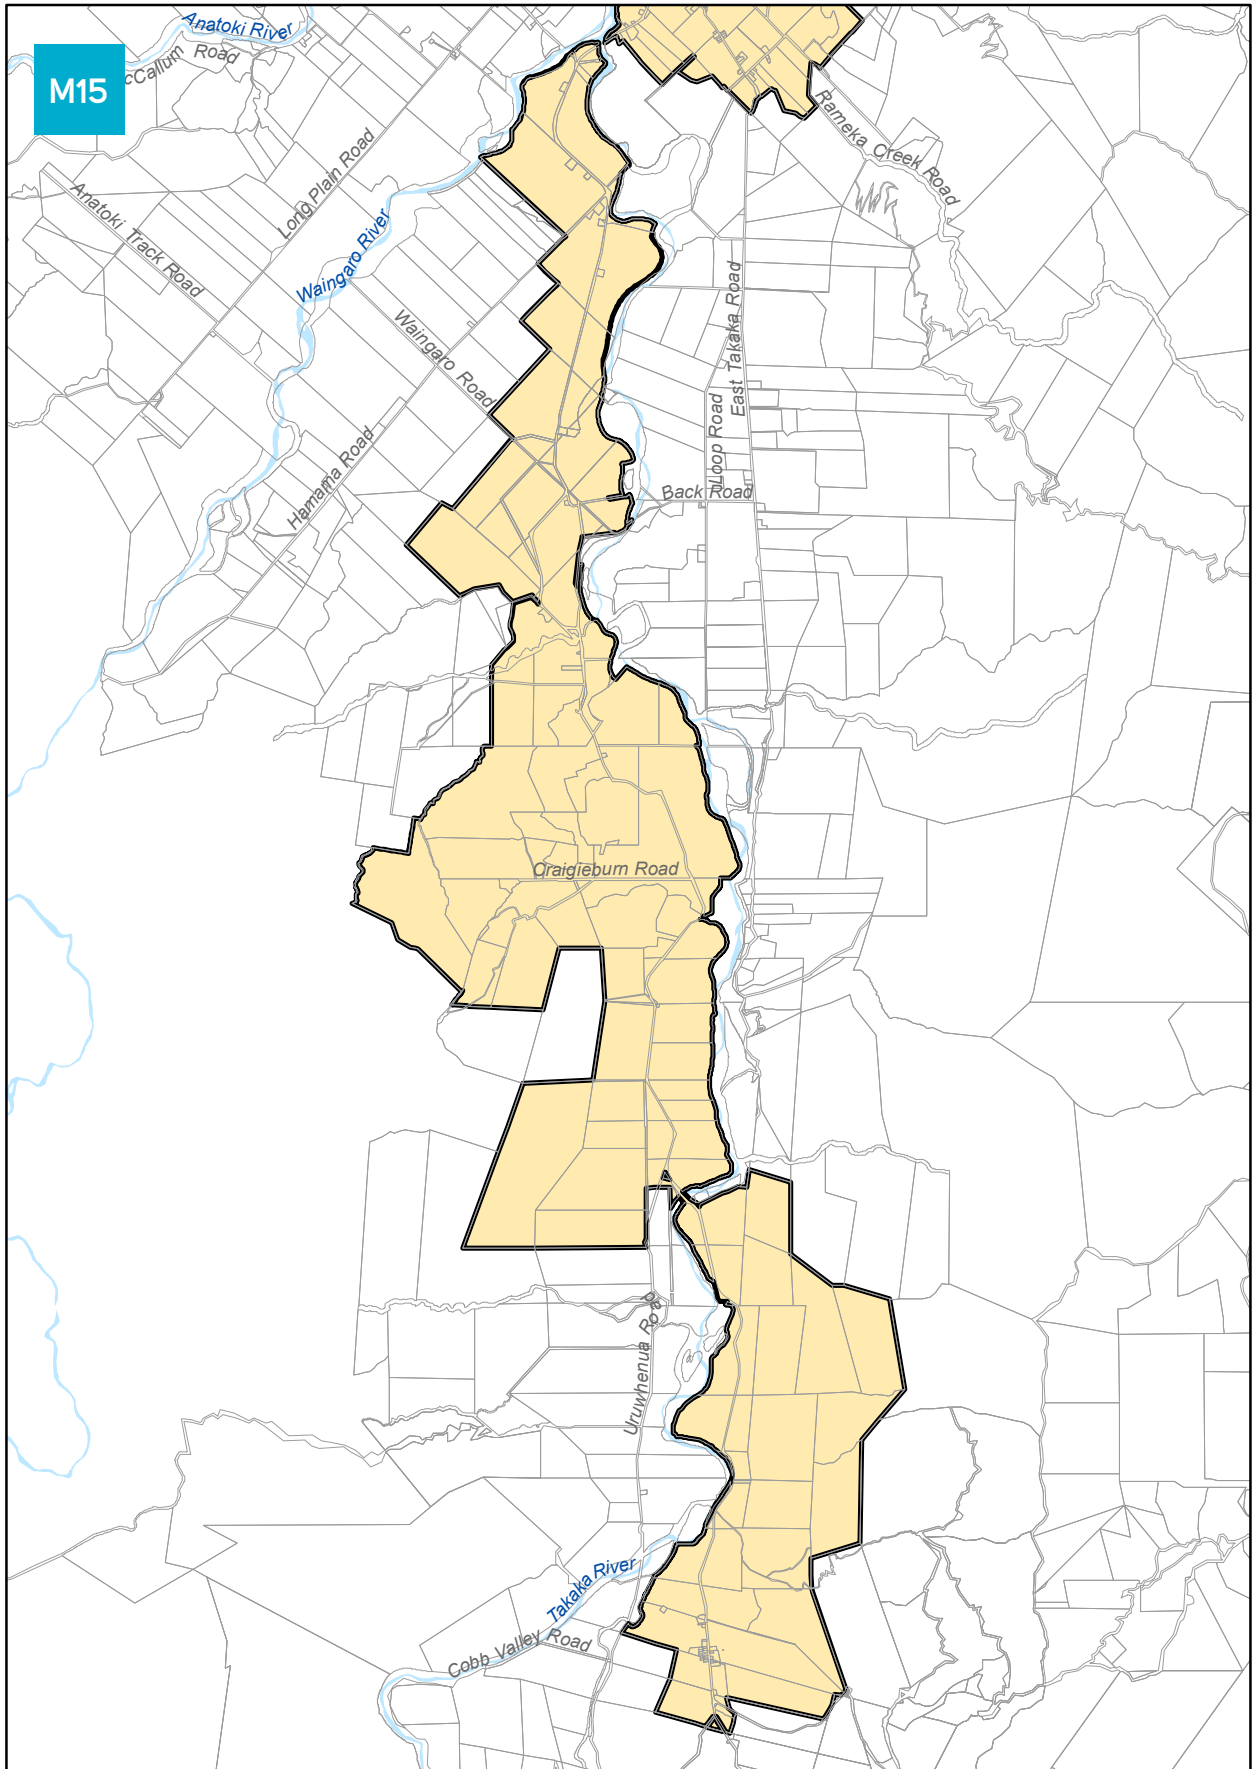 Anatoki River
cCallum Road
M15
Rameka Creek Road
Long Plain Road
Anatoki Track Road
Waingaro River
East Takaka Road
Waingaro Road
Loop Road
Hamama Road
Back Road
Craigieburn Road
Uruwhenua Road
Takaka River
Cobb Valley Road